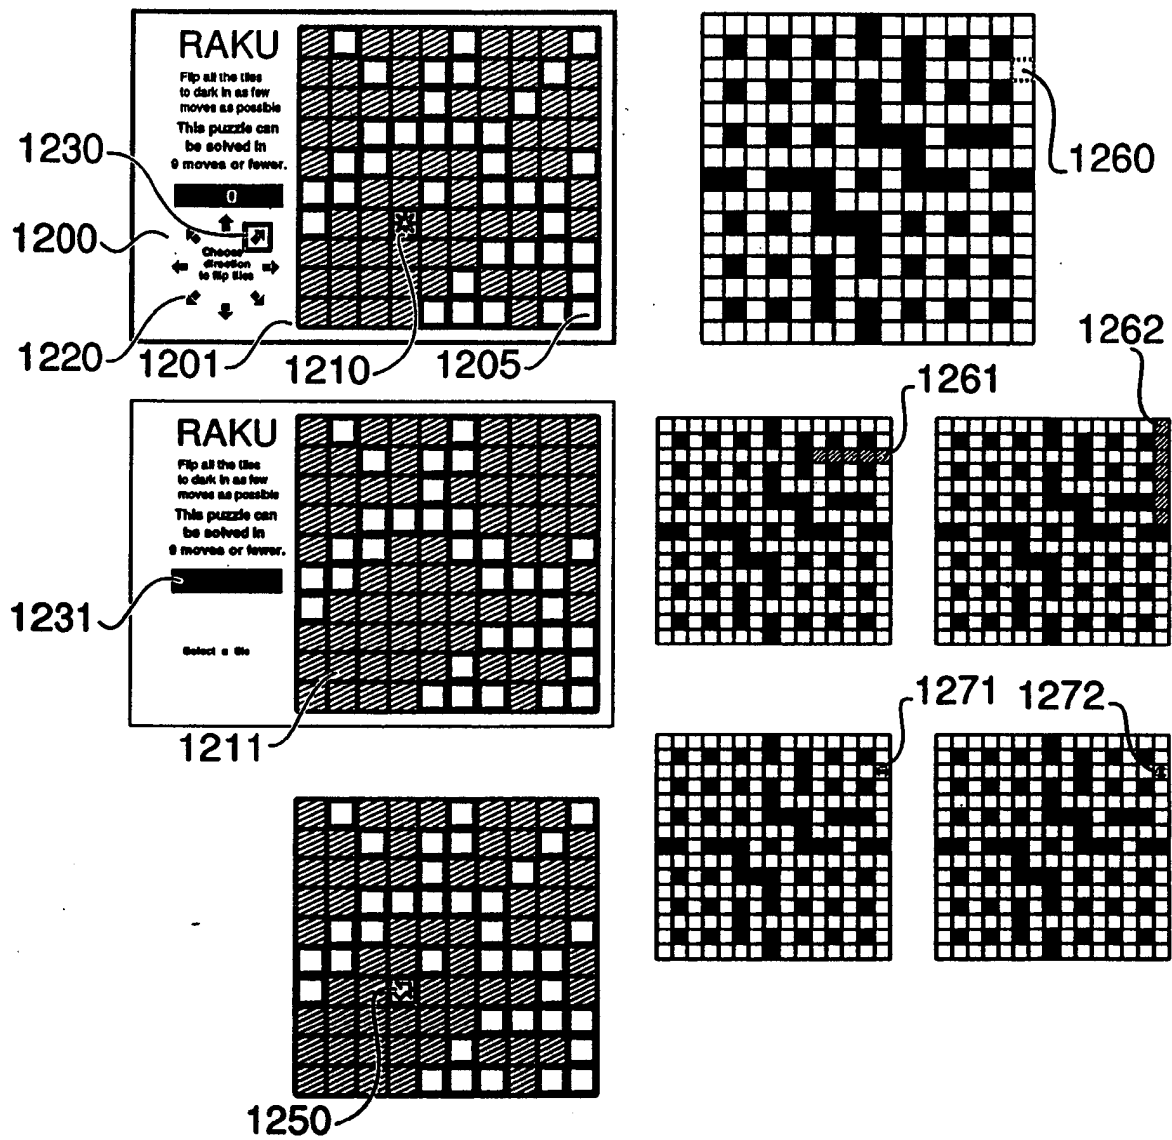 RAKU
Flip all the tiles
to dark in as few
moves as possible
This puzzle can
be solved in
9 moves or fewer.
0
Choose
direction
to flip tiles
1230
1200
1220
1201
1210
1205
1260
1262
1261
RAKU
Flip all the tiles
to dark in as few
moves as possible
This puzzle can
be solved in
9 moves or fewer.
Select a tile
1231
1211
1271
1272
1250